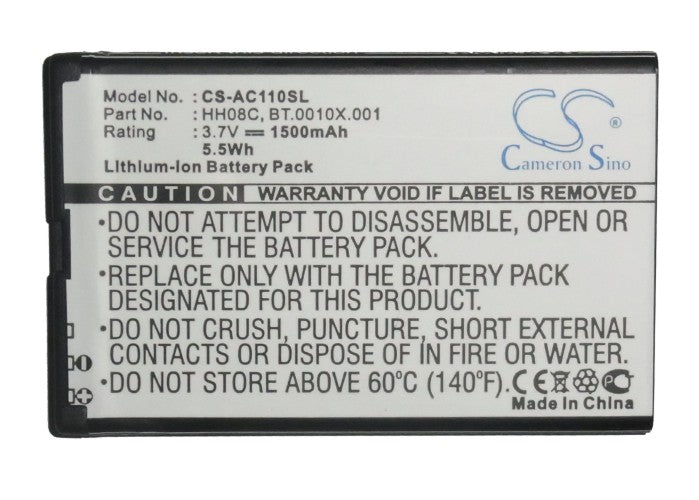 Model No. : CS-AC110SL
Part No. : HH08C, BT.0010X.001
Rating : 3.7V 1500mAh
5.5Wh
Lithium-Ion Battery Pack
CS ®
Cameron Sino
CAUTION WARRANTY VOID IF LABEL IS REMOVED
•DO NOT ATTEMPT TO DISASSEMBLE, OPEN OR
SERVICE THE BATTERY PACK.
•REPLACE ONLY WITH THE BATTERY PACK
DESIGNATED FOR THIS PRODUCT.
•DO NOT CRUSH, PUNCTURE, SHORT EXTERNAL
CONTACTS OR DISPOSE OF IN FIRE OR WATER.
•DO NOT STORE ABOVE 60°C (140°F). CE
Made In China